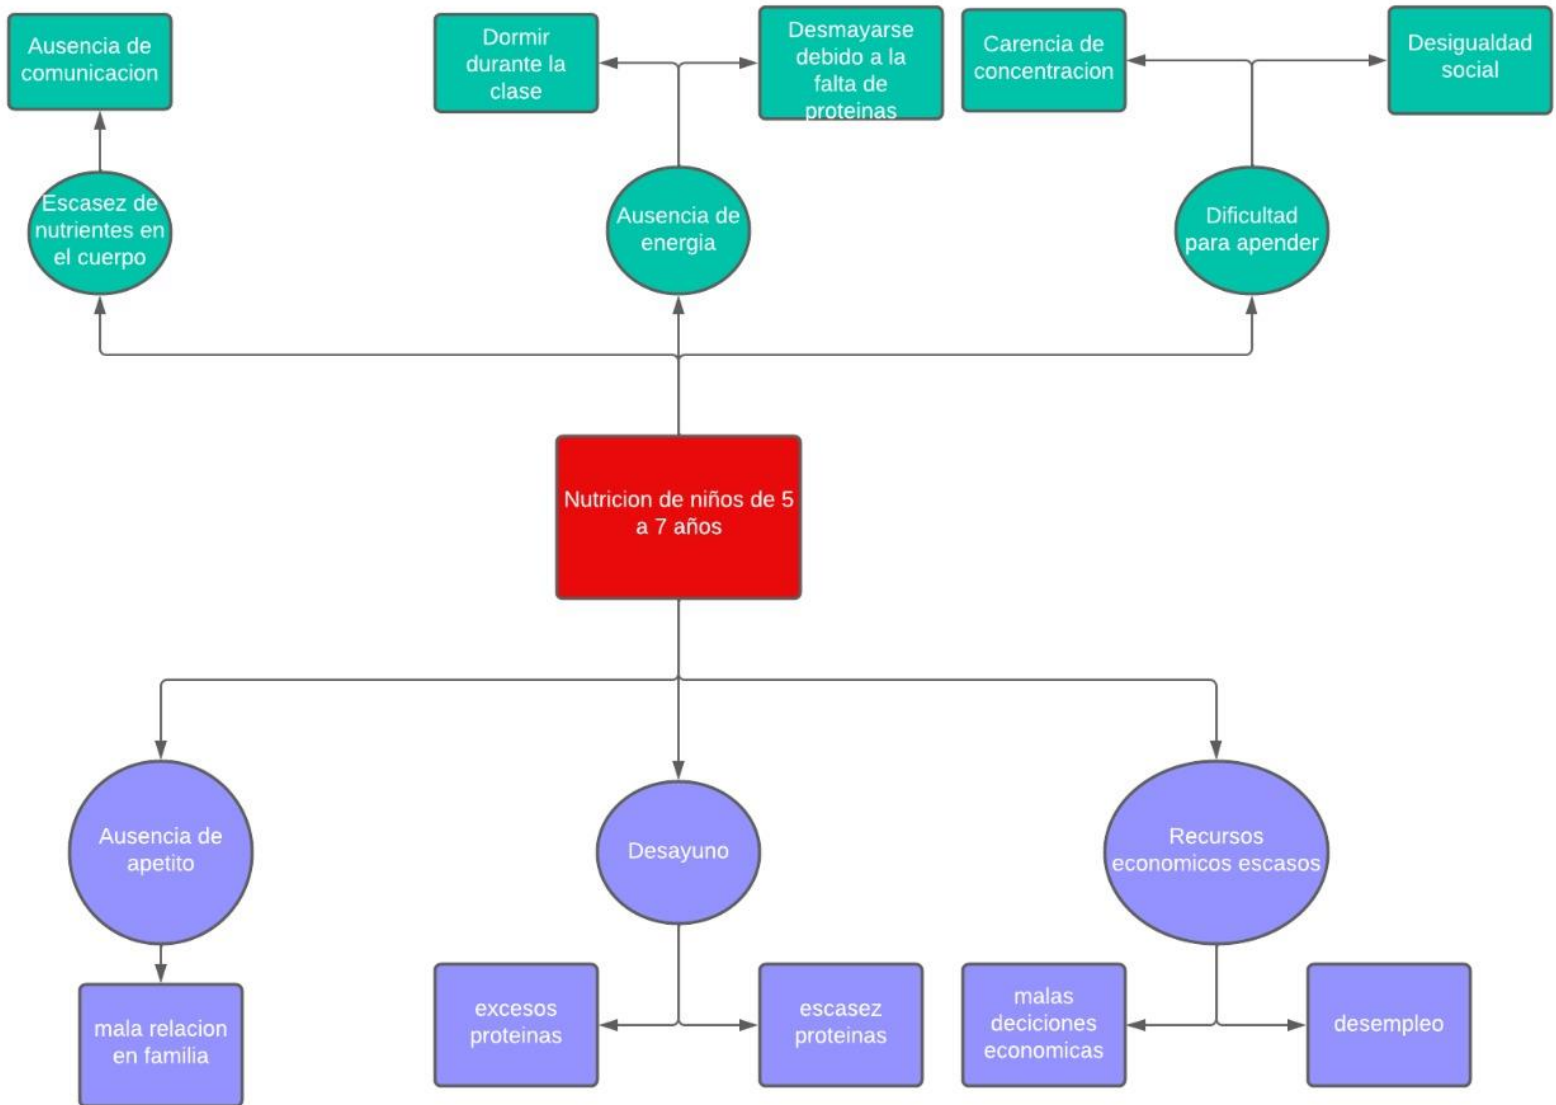 Ausencia de
comunicacion
Dormir
durante la
clase
Desmayarse
debido a la
falta de
proteinas
Carencia de
concentracion
Desigualdad
social
Escasez de
nutrientes en
el cuerpo
Ausencia de
energia
Dificultad
para apender
Nutricion de niños de 5
a 7 años
Ausencia de
apetito
Desayuno
Recursos
economicos escasos
mala relacion
en familia
excesos
proteinas
escasez
proteinas
malas
deciciones
economicas
desempleo